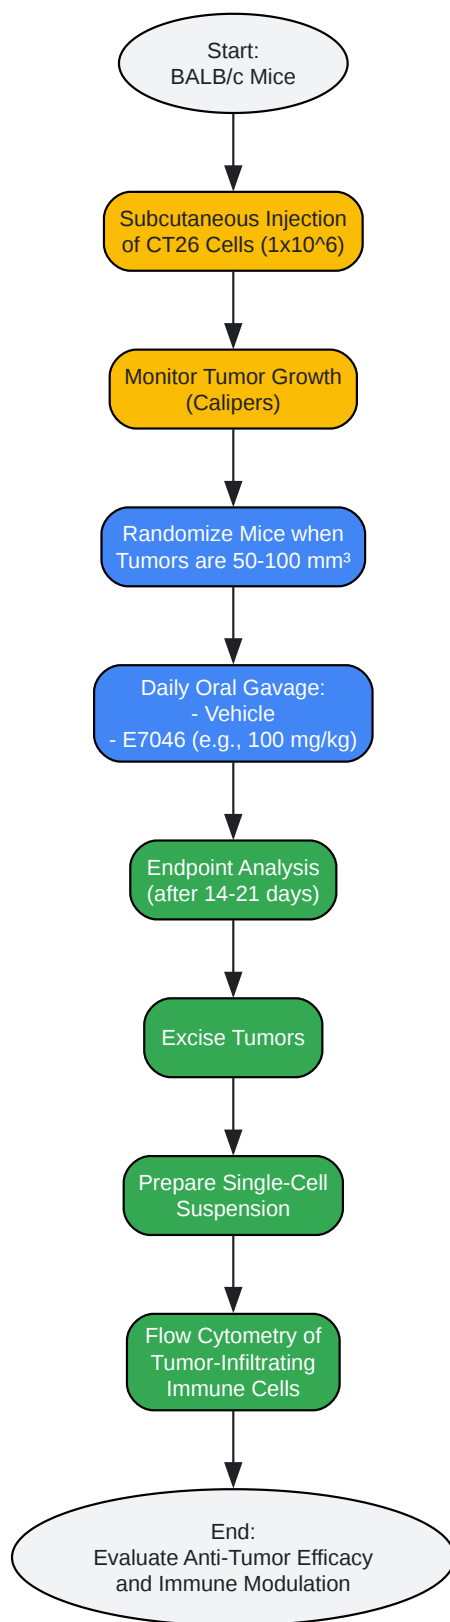 Start:
BALB/c Mice
Subcutaneous Injection
of CT26 Cells (1x10^6)
Monitor Tumor Growth
(Calipers)
Randomize Mice when
Tumors are 50-100 mm³
Daily Oral Gavage:
- Vehicle
- E7046 (e.g., 100 mg/kg)
Endpoint Analysis
(after 14-21 days)
Excise Tumors
Prepare Single-Cell
Suspension
Flow Cytometry of
Tumor-Infiltrating
Immune Cells
End:
Evaluate Anti-Tumor Efficacy
and Immune Modulation